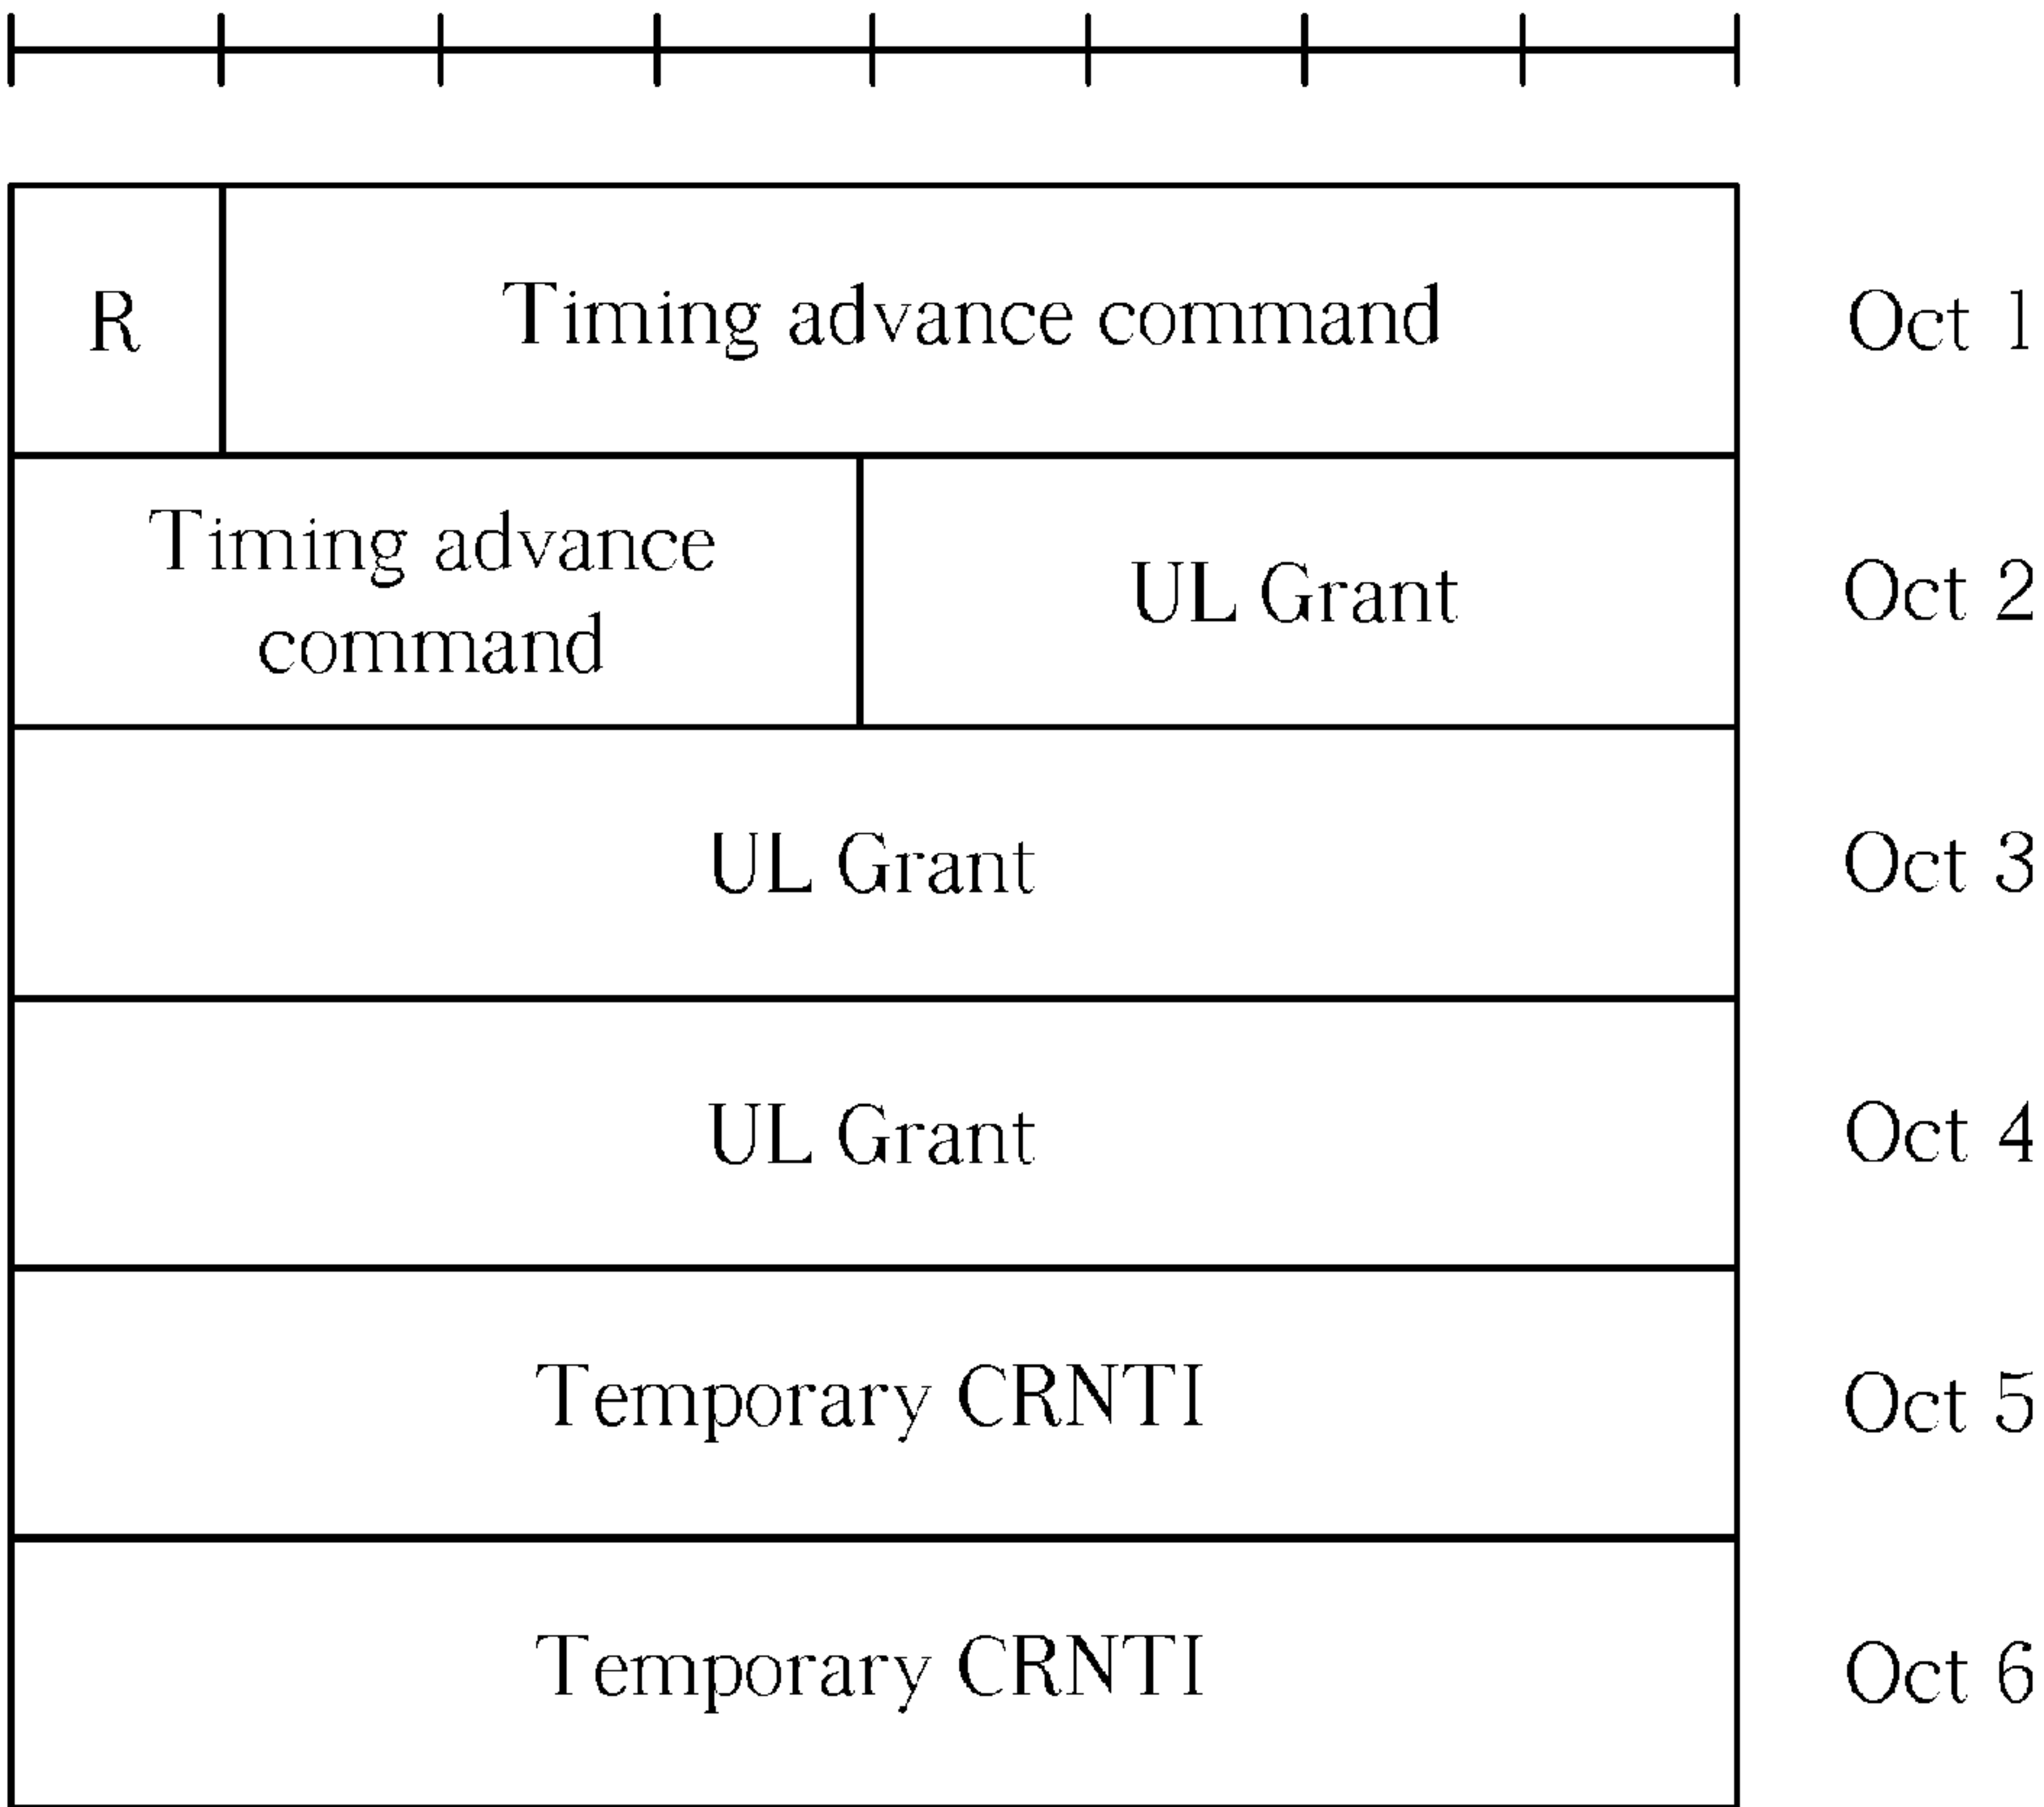 R Timing advance command Oct 1
Timing advance
command
UL Grant Oct 2
UL Grant Oct 3
UL Grant Oct 4
Temporary CRNTI Oct 5
Temporary CRNTI Oct 6